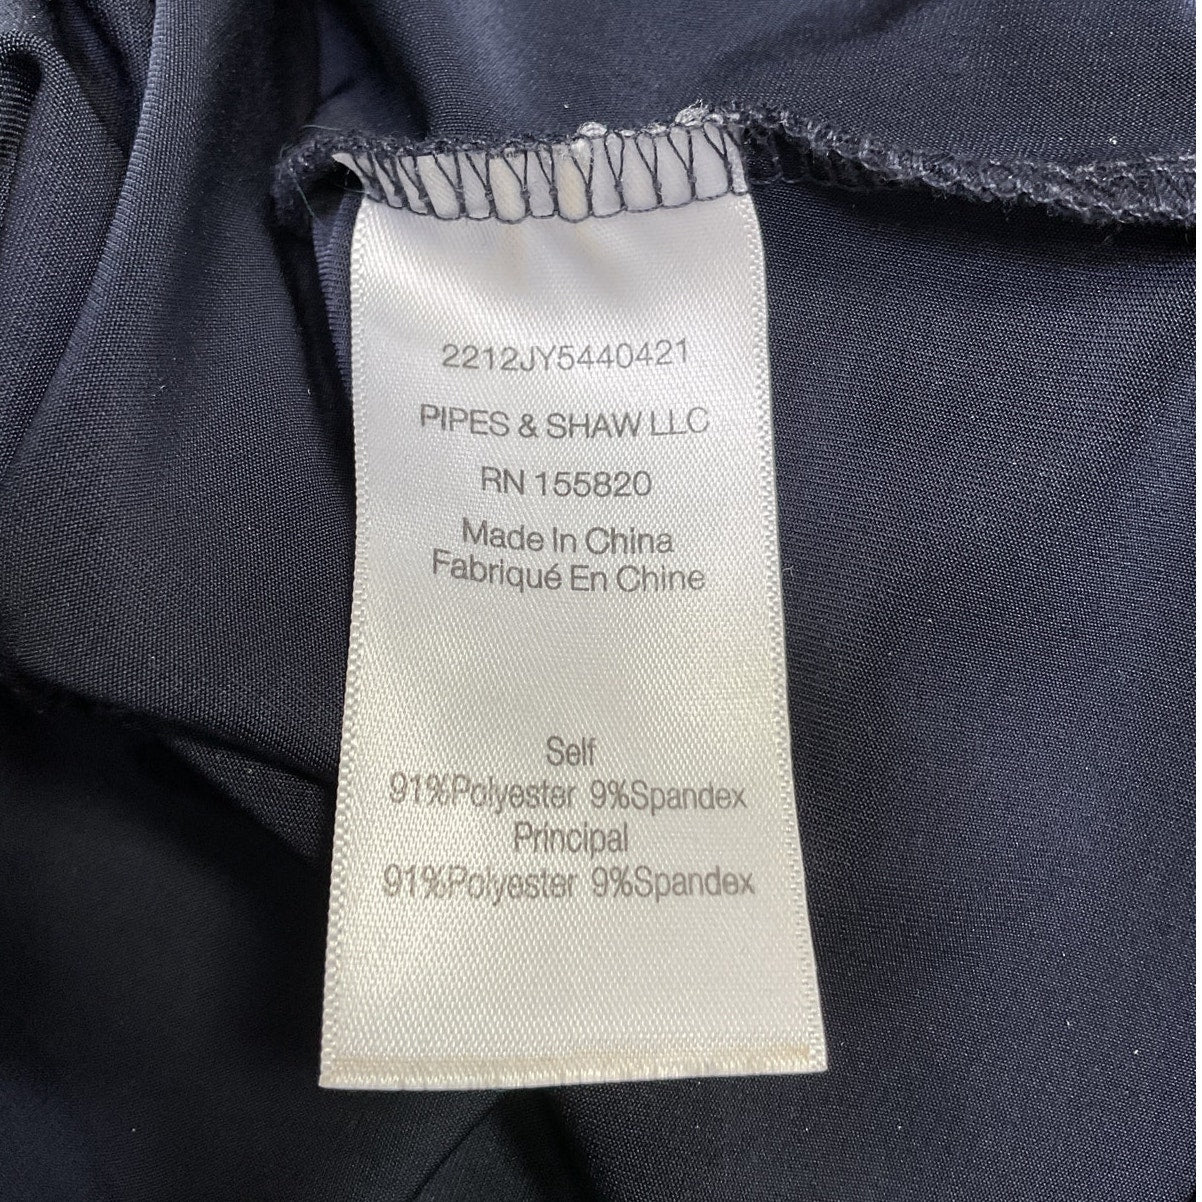 2212JY5440421
PIPES & SHAW LLC
RN 155820
Made In China
Fabriqué En Chine
Self
91%Polyester 9%Spandex
Principal
91%Polyester 9%Spandex